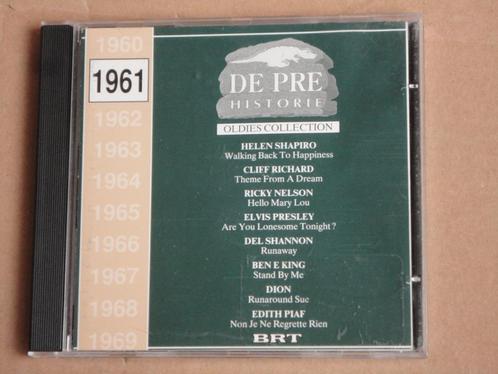 1960
1961
1962
1963
1964
1965
1966
1967
1968
1969
DE PRE
HISTORIE
OLDIES COLLECTION
HELEN SHAPIRO
Walking Back To Happiness
CLIFF RICHARD
Theme From A Dream
RICKY NELSON
Hello Mary Lou
ELVIS PRESLEY
Are You Lonesome Tonight ?
DEL SHANNON
Runaway
BEN E KING
Stand By Me
DION
Runaround Sue
EDITH PIAF
Non Je Ne Regrette Rien
BRT